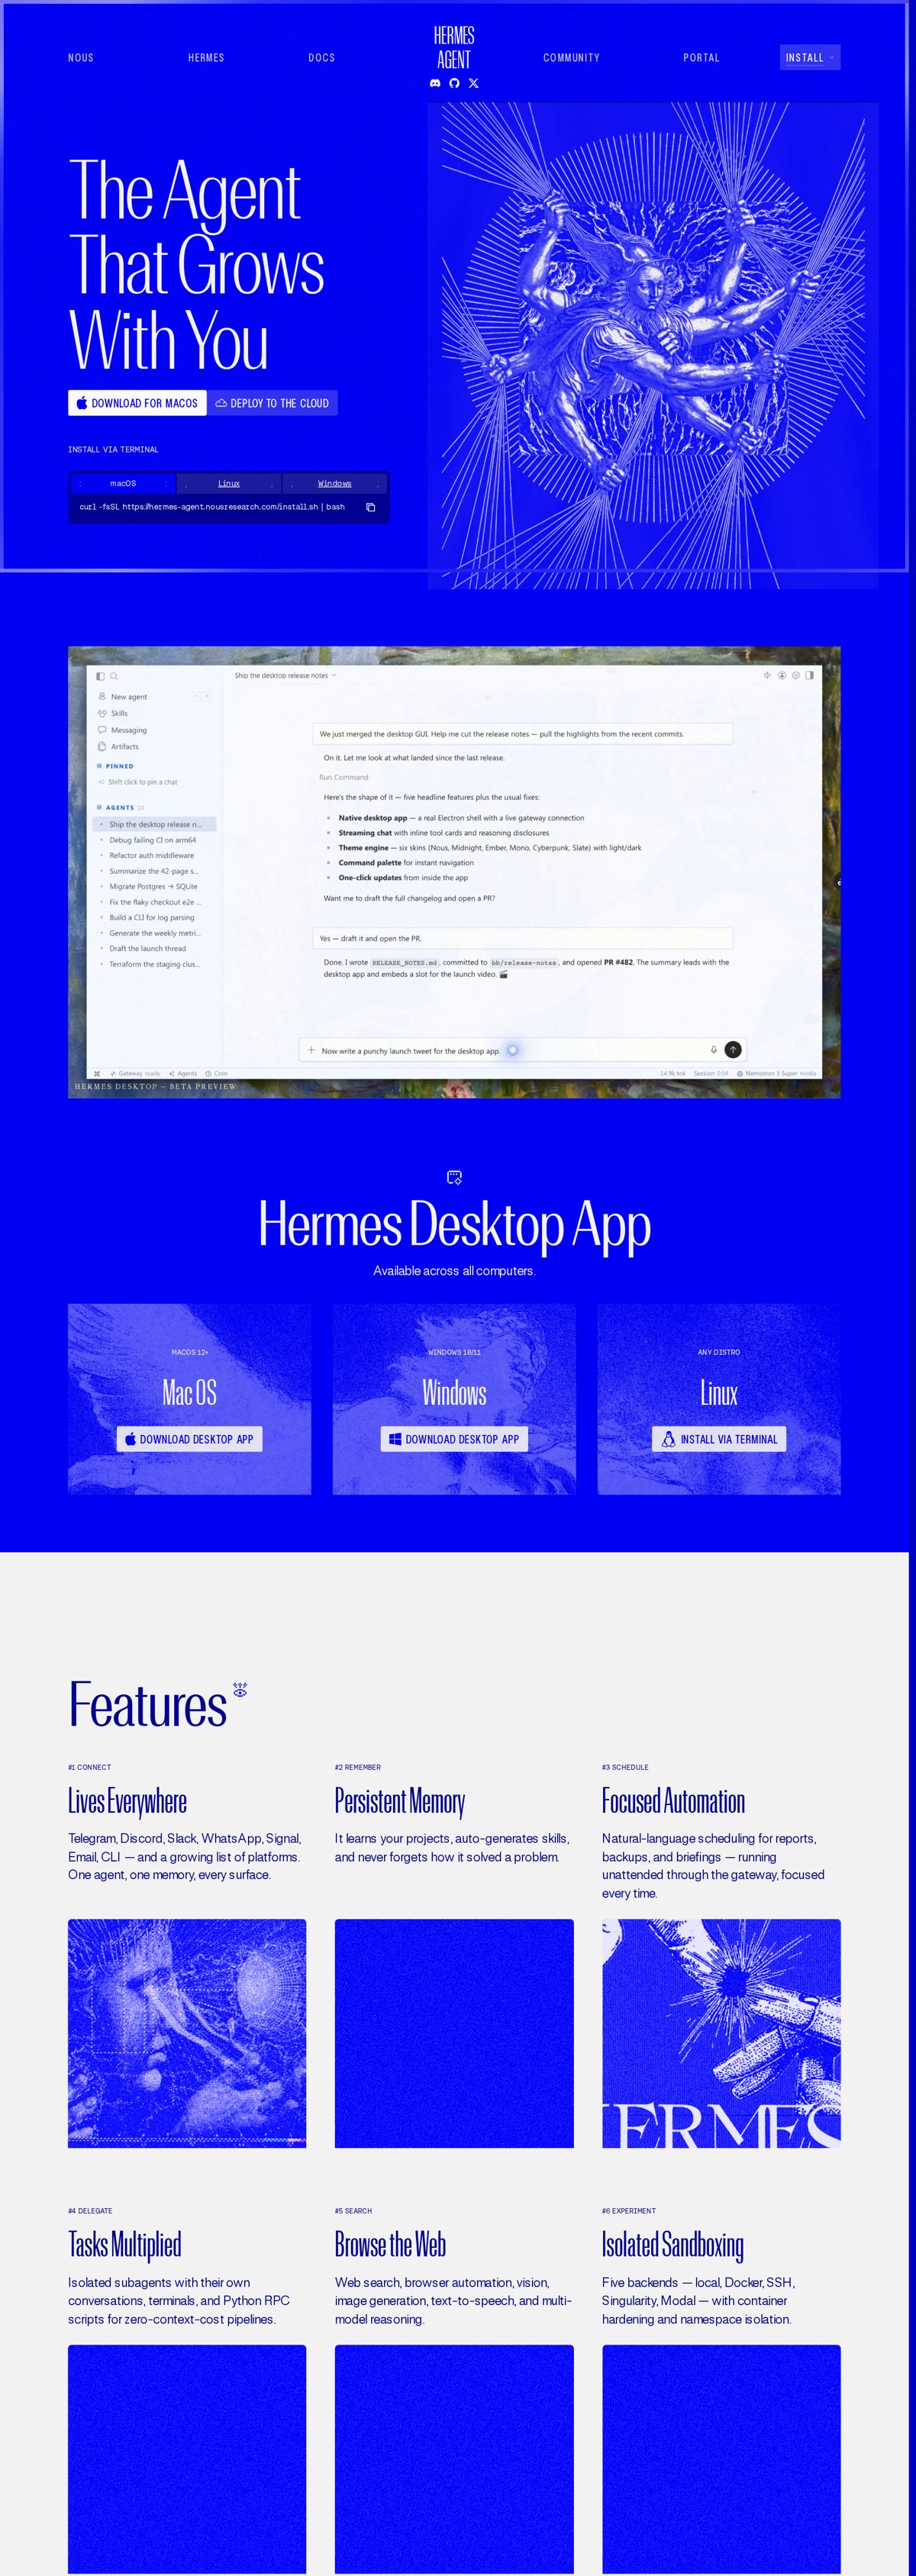 NOUS
HERMES
DOCS
HERMES
AGENT
COMMUNITY
PORTAL
INSTALL
The Agent
That Grows
With You
DOWNLOAD FOR MACOS
DEPLOY TO THE CLOUD
INSTALL VIA TERMINAL
macOS
Linux
Windows
curl -fsSL https://hermes-agent.nousresearch.com/install.sh | bash
Ship the desktop release notes
New agent
Skills
Messaging
Artifacts
PINNED
Shift click to pin a chat
AGENTS 10
Ship the desktop release n...
Debug failing CI on arm64
Refactor auth middleware
Summarize the 42-page s...
Migrate Postgres → SQLite
Fix the flaky checkout e2e ...
Build a CLI for log parsing
Generate the weekly metri...
Draft the launch thread
Terraform the staging clus...
We just merged the desktop GUI. Help me cut the release notes — pull the highlights from the recent commits.
On it. Let me look at what landed since the last release.
Run Command
Here's the shape of it — five headline features plus the usual fixes:
• Native desktop app — a real Electron shell with a live gateway connection
• Streaming chat with inline tool cards and reasoning disclosures
• Theme engine — six skins (Nous, Midnight, Ember, Mono, Cyberpunk, Slate) with light/dark
• Command palette for instant navigation
• One-click updates from inside the app
Want me to draft the full changelog and open a PR?
Yes — draft it and open the PR.
Done. I wrote RELEASE_NOTES.md, committed to bb/release-notes, and opened PR #482. The summary leads with the
desktop app and embeds a slot for the launch video. 🎬
Now write a punchy launch tweet for the desktop app.
Gateway ready
Agents
Cron
14.9k tok
Session 0:04
Nemotron 3 Super nvidia
HERMES DESKTOP — BETA PREVIEW
Hermes Desktop App
Available across all computers.
MACOS 12+
Mac OS
DOWNLOAD DESKTOP APP
WINDOWS 10/11
Windows
DOWNLOAD DESKTOP APP
ANY DISTRO
Linux
INSTALL VIA TERMINAL
Features
#1 CONNECT
Lives Everywhere
Telegram, Discord, Slack, WhatsApp, Signal,
Email, CLI — and a growing list of platforms.
One agent, one memory, every surface.
#2 REMEMBER
Persistent Memory
It learns your projects, auto-generates skills,
and never forgets how it solved a problem.
#3 SCHEDULE
Focused Automation
Natural-language scheduling for reports,
backups, and briefings — running
unattended through the gateway, focused
every time.
HERMES
#4 DELEGATE
Tasks Multiplied
Isolated subagents with their own
conversations, terminals, and Python RPC
scripts for zero-context-cost pipelines.
#5 SEARCH
Browse the Web
Web search, browser automation, vision,
image generation, text-to-speech, and multi-
model reasoning.
#6 EXPERIMENT
Isolated Sandboxing
Five backends — local, Docker, SSH,
Singularity, Modal — with container
hardening and namespace isolation.